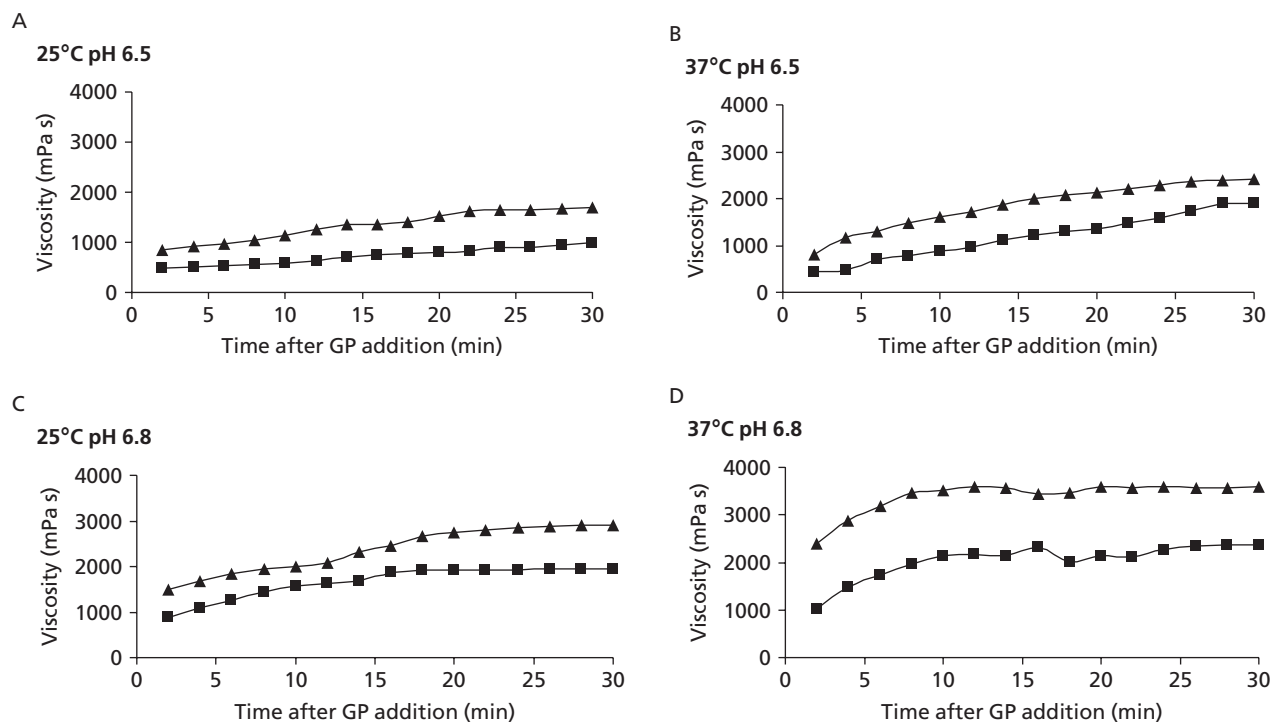 A
25°C pH 6.5
4000
3000
2000
1000
0
Viscosity (mPa s)
0 5 10 15 20 25 30
Time after GP addition (min)
B
37°C pH 6.5
4000
3000
2000
1000
0
Viscosity (mPa s)
0 5 10 15 20 25 30
Time after GP addition (min)
C
25°C pH 6.8
4000
3000
2000
1000
0
Viscosity (mPa s)
0 5 10 15 20 25 30
Time after GP addition (min)
D
37°C pH 6.8
4000
3000
2000
1000
0
Viscosity (mPa s)
0 5 10 15 20 25 30
Time after GP addition (min)